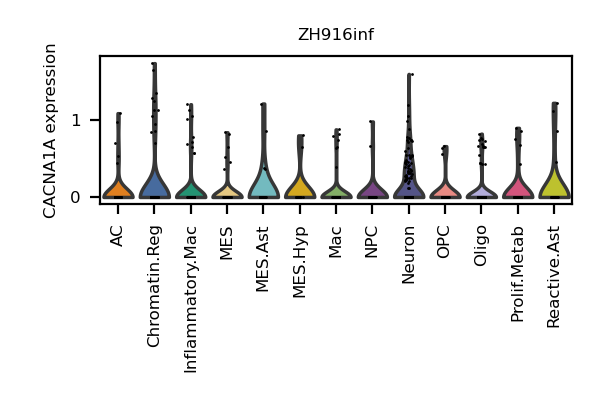 ZH916inf
CACNA1A expression
1
0
AC
Chromatin.Reg
Inflammatory.Mac
MES
MES.Ast
MES.Hyp
Mac
NPC
Neuron
OPC
Oligo
Prolif.Metab
Reactive.Ast